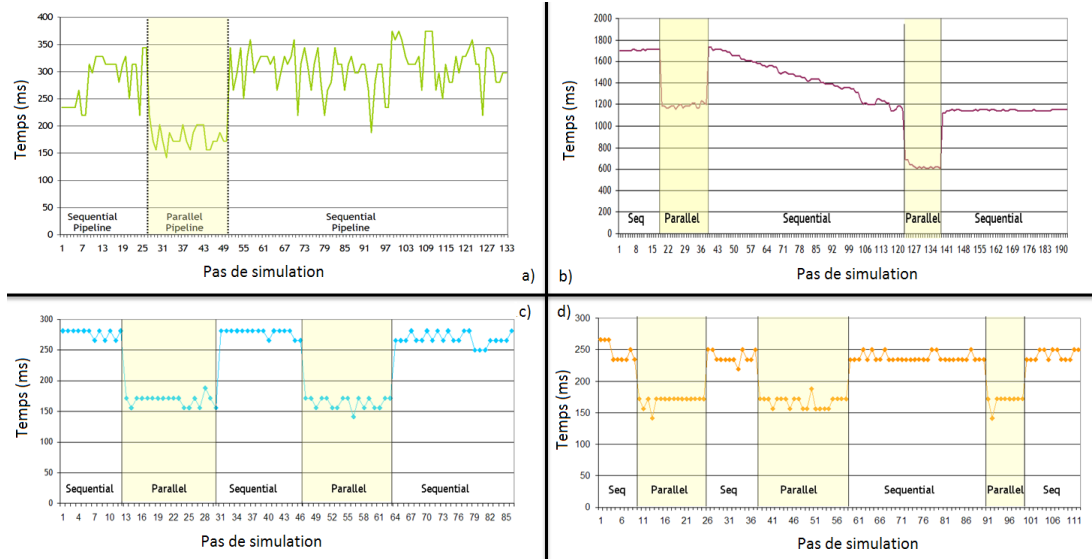 400
350
300
250
200
150
100
50
0
Temps (ms)
Sequential Pipeline
Parallel Pipeline
Sequential Pipeline
1 7 13 19 25 31 37 43 49 55 61 67 73 79 85 91 97 103 109 115 121 127 133
Pas de simulation
a)
2000
1800
1600
1400
1200
1000
800
600
400
200
0
Temps (ms)
Seq Parallel Sequential Parallel Sequential
1 8 15 22 29 36 43 50 57 64 71 78 85 92 99 106 113 120 127 134 141 148 155 162 169 176 183 190
Pas de simulation
b)
c)
300
250
200
150
100
50
0
Temps (ms)
Sequential Parallel Sequential Parallel Sequential
1 4 7 10 13 16 19 22 25 28 31 34 37 40 43 46 49 52 55 58 61 64 67 70 73 76 79 82 85
Pas de simulation
d)
300
250
200
150
100
50
0
Temps (ms)
Seq Parallel Seq Parallel Sequential Parallel Seq
1 6 11 16 21 26 31 36 41 46 51 56 61 66 71 76 81 86 91 96 101 106 111
Pas de simulation